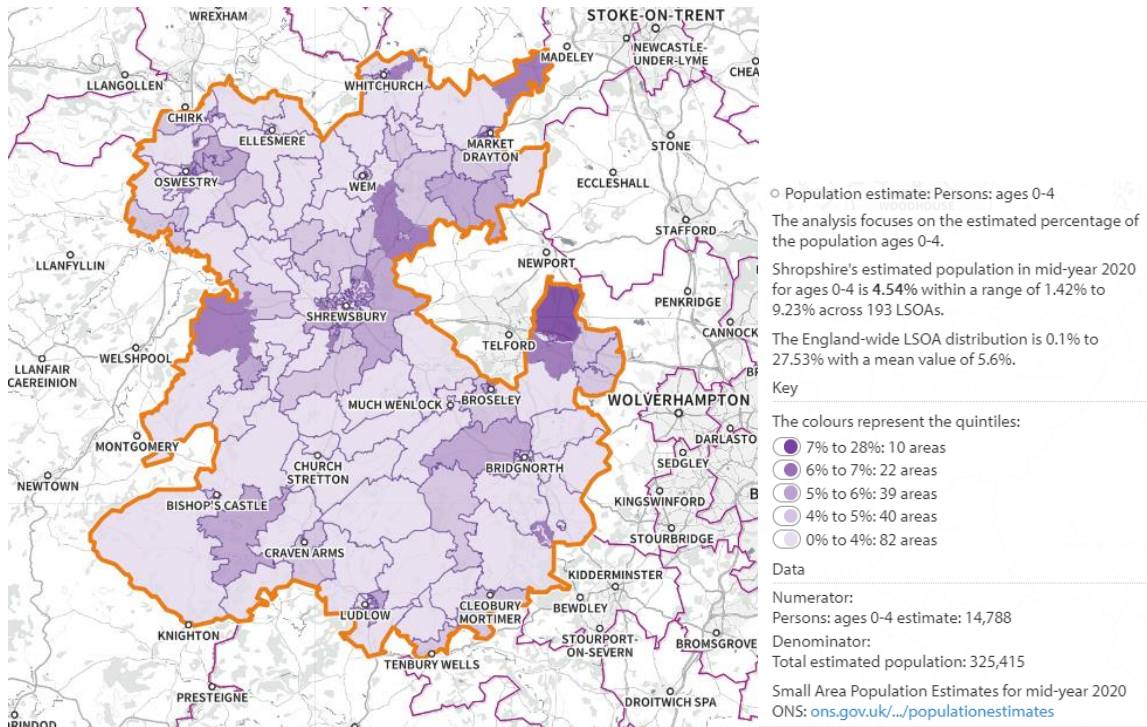 WREXHAM
STOKE-ON-TRENT
MADELEY
NEWCASTLE-
UNDER-LYME
CHEA
LLANGOLLEN
WHITCHURCH
CHIRK
ELLESMERE
MARKET
DRAYTON
STONE
OSWESTRY
WEM
ECCLESHALL
STAFFORD
LLANFYLLIN
NEWPORT
PENKRIDGE
SHREWSBURY
CANNOCK
TELFORD
WELSHPOOL
LLANFAIR
CAEREINION
MUCH WENLOCK
BROSELEY
WOLVERHAMPTON
DARLASTO
MONTGOMERY
CHURCH
STRETTON
BRIDGNORTH
SEDGLEY
NEWTOWN
BISHOP'S CASTLE
KINGSWINFORD
STOURBRIDGE
CRAVEN ARMS
KIDDERMINSTER
LUDLOW
CLEOBURY
MORTIMER
BEWDLEY
KNIGHTON
STOURPORT-
ON-SEVERN
BROMSGROVE
TENBURY WELLS
PRESTEIGNE
DROITWICH SPA
RINDOD
Population estimate: Persons: ages 0-4
WOODHOUSE
The analysis focuses on the estimated percentage of
the population ages 0-4.
Shropshire's estimated population in mid-year 2020
for ages 0-4 is 4.54% within a range of 1.42% to
9.23% across 193 LSOAs.
The England-wide LSOA distribution is 0.1% to
27.53% with a mean value of 5.6%.
Key
The colours represent the quintiles:
7% to 28%: 10 areas
6% to 7%: 22 areas
5% to 6%: 39 areas
4% to 5%: 40 areas
0% to 4%: 82 areas
Data
Numerator:
Persons: ages 0-4 estimate: 14,788
Denominator:
Total estimated population: 325,415
Small Area Population Estimates for mid-year 2020
ONS: ons.gov.uk/.../populationestimates